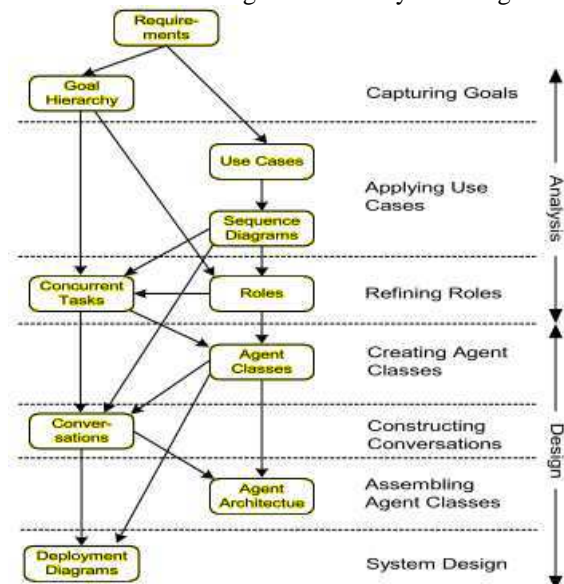 Require-
ments
Goal
Hierarchy
Capturing Goals
Use Cases
Applying Use
Cases
Sequence
Diagrams
Analysis
Concurrent
Tasks
Roles
Refining Roles
Agent
Classes
Creating Agent
Classes
Conver-
sations
Constructing
Conversations
Design
Agent
Architectue
Assembling
Agent Classes
Deployment
Diagrams
System Design